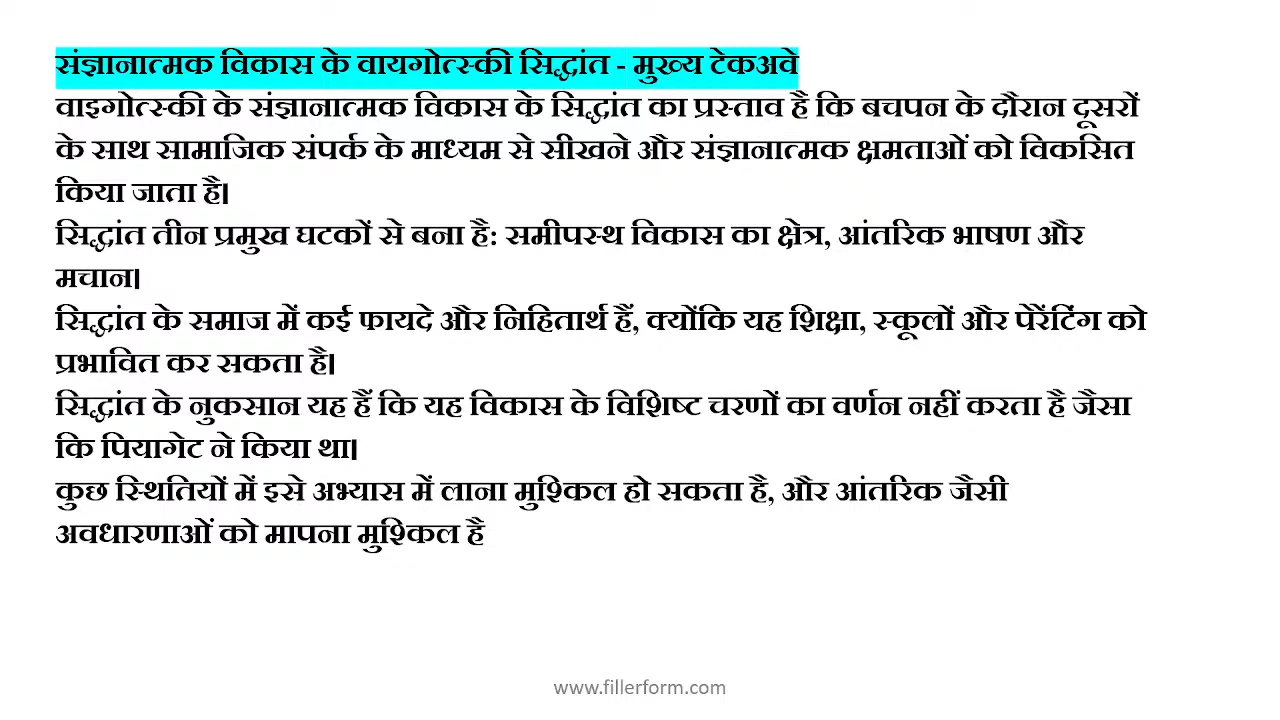 संज्ञानात्मक विकास के वायगोत्स्की सिद्धांत - मुख्य टेकअवे
वाइगोत्स्की के संज्ञानात्मक विकास के सिद्धांत का प्रस्ताव है कि बचपन के दौरान दूसरों
के साथ सामाजिक संपर्क के माध्यम से सीखने और संज्ञानात्मक क्षमताओं को विकसित
किया जाता है।
सिद्धांत तीन प्रमुख घटकों से बना है: समीपस्थ विकास का क्षेत्र, आंतरिक भाषण और
मचान।
सिद्धांत के समाज में कई फायदे और निहितार्थ हैं, क्योंकि यह शिक्षा, स्कूलों और पेरेंटिंग को
प्रभावित कर सकता है।
सिद्धांत के नुकसान यह हैं कि यह विकास के विशिष्ट चरणों का वर्णन नहीं करता है जैसा
कि पियागेट ने किया था।
कुछ स्थितियों में इसे अभ्यास में लाना मुश्किल हो सकता है, और आंतरिक जैसी
अवधारणाओं को मापना मुश्किल है
www.fillerform.com